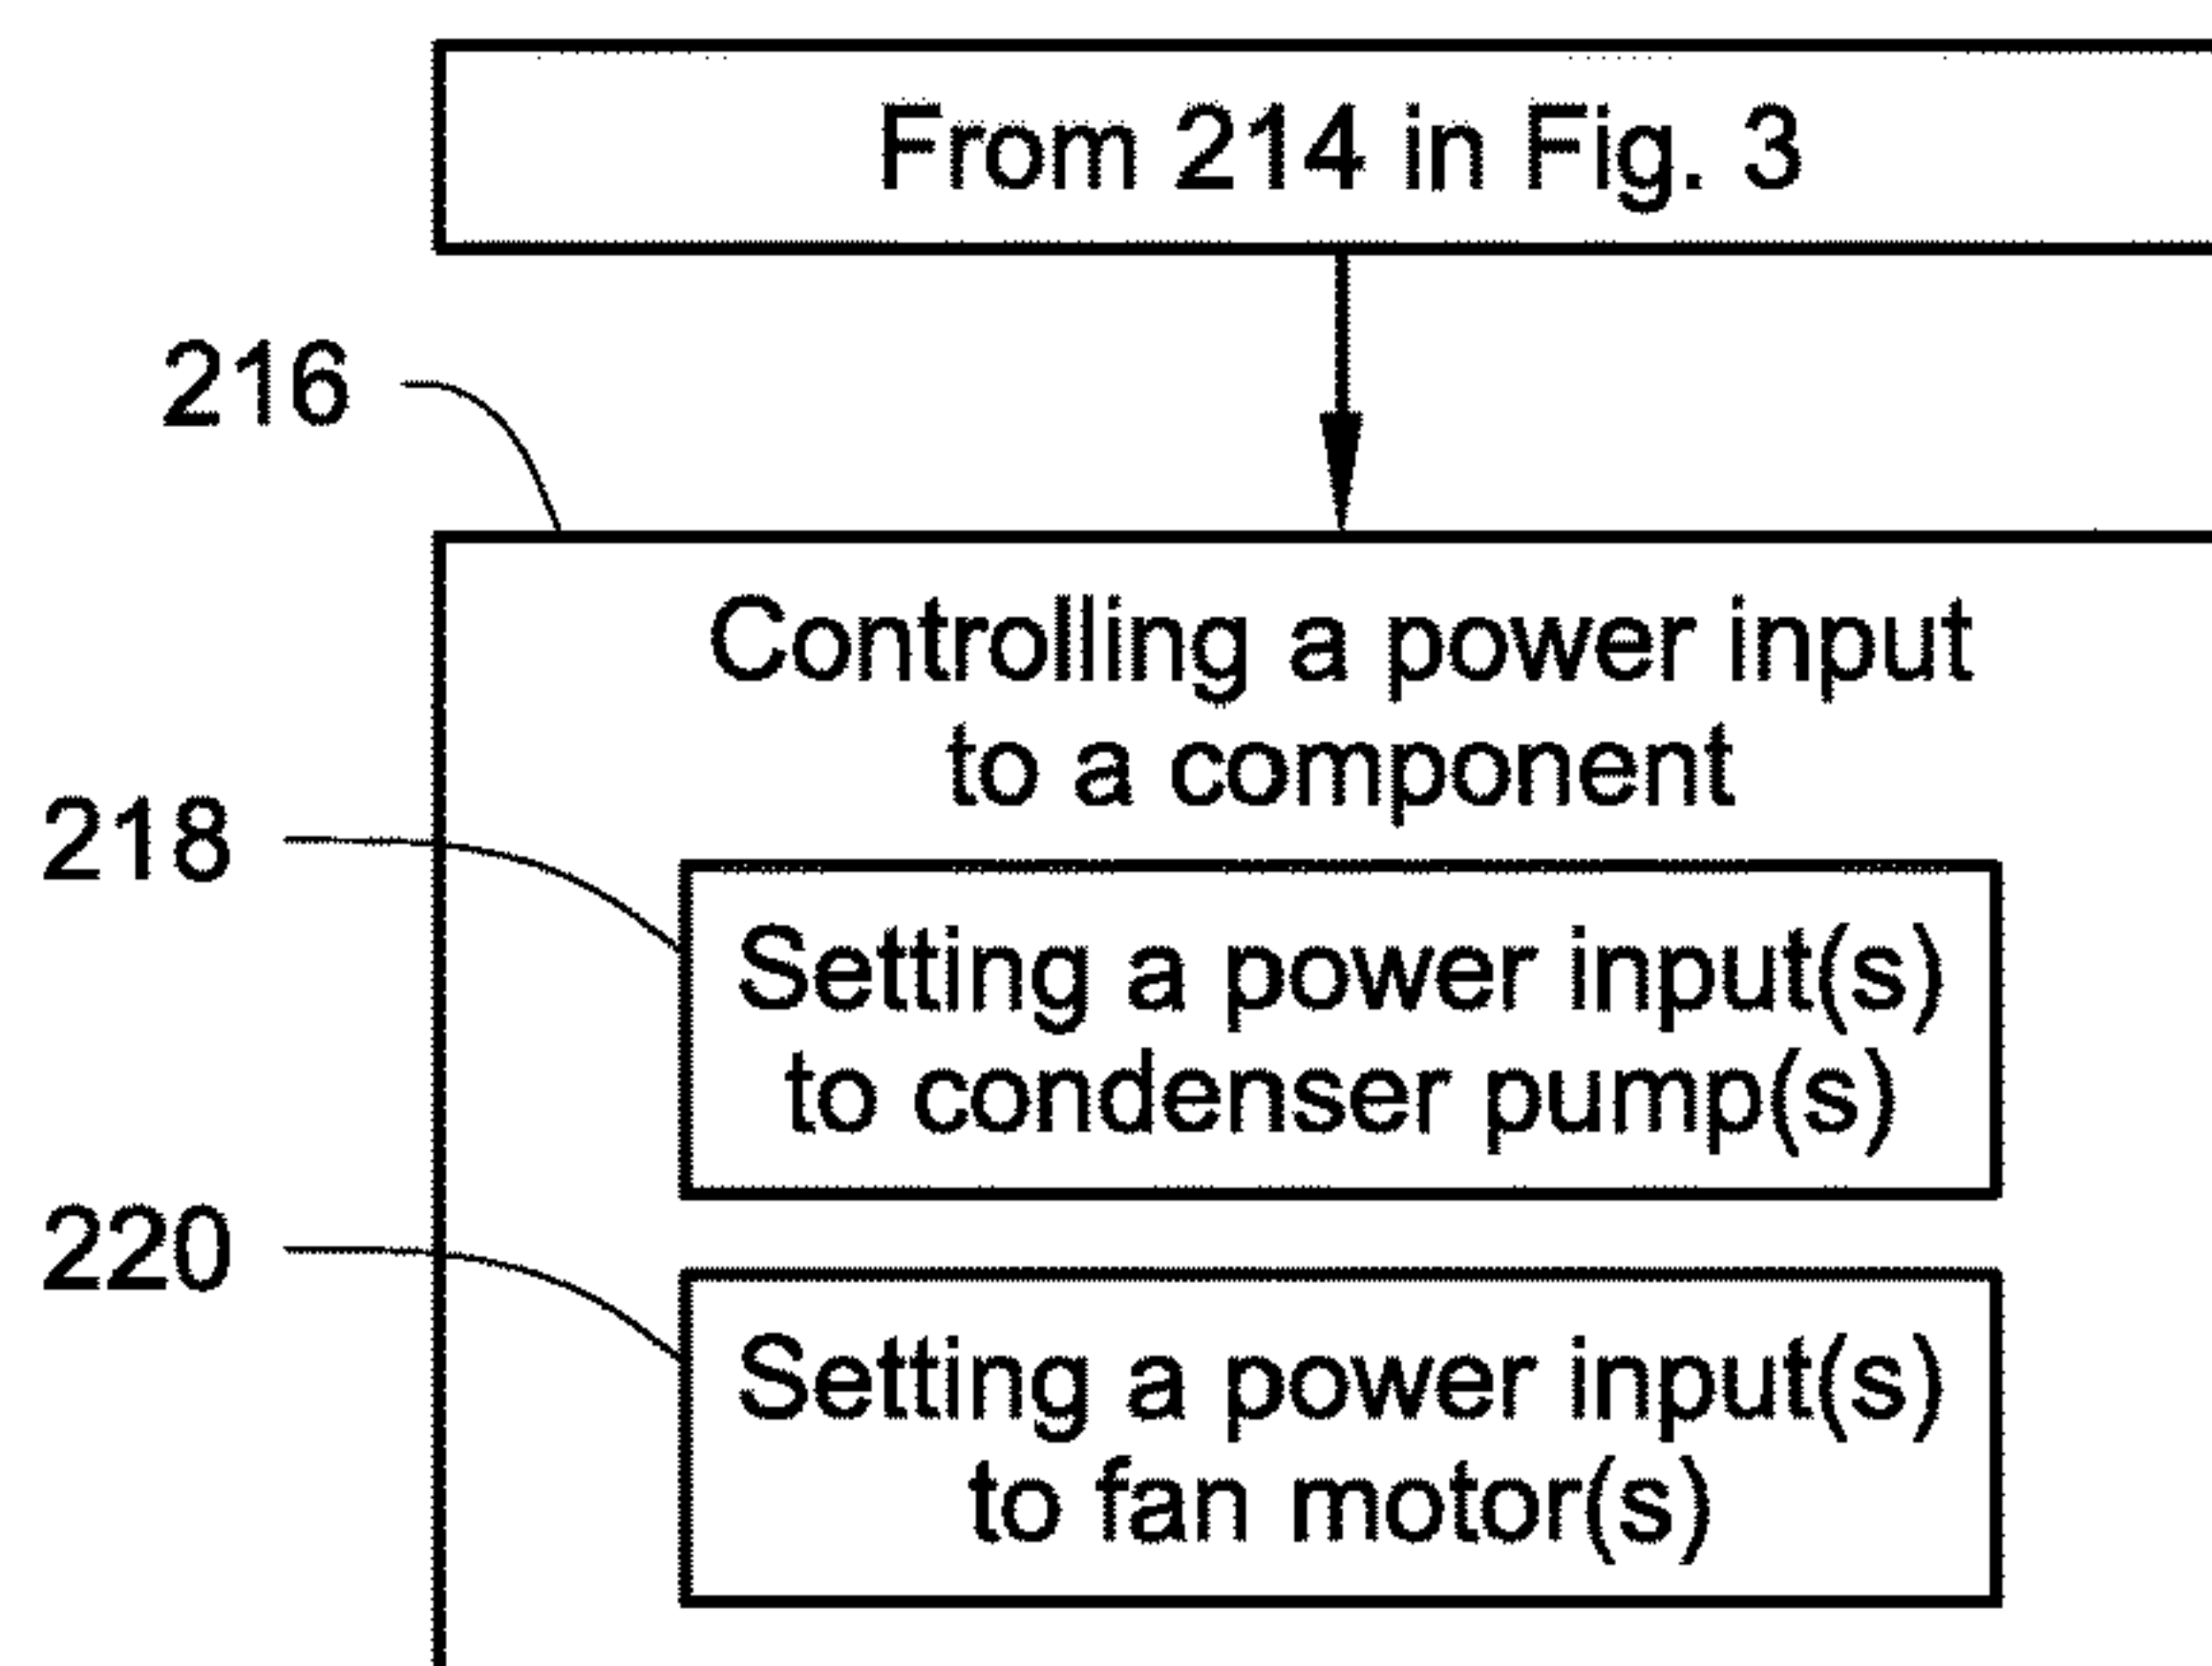 From 214 in Fig. 3
216
Controlling a power input
to a component
218
Setting a power input(s)
to condenser pump(s)
220
Setting a power input(s)
to fan motor(s)